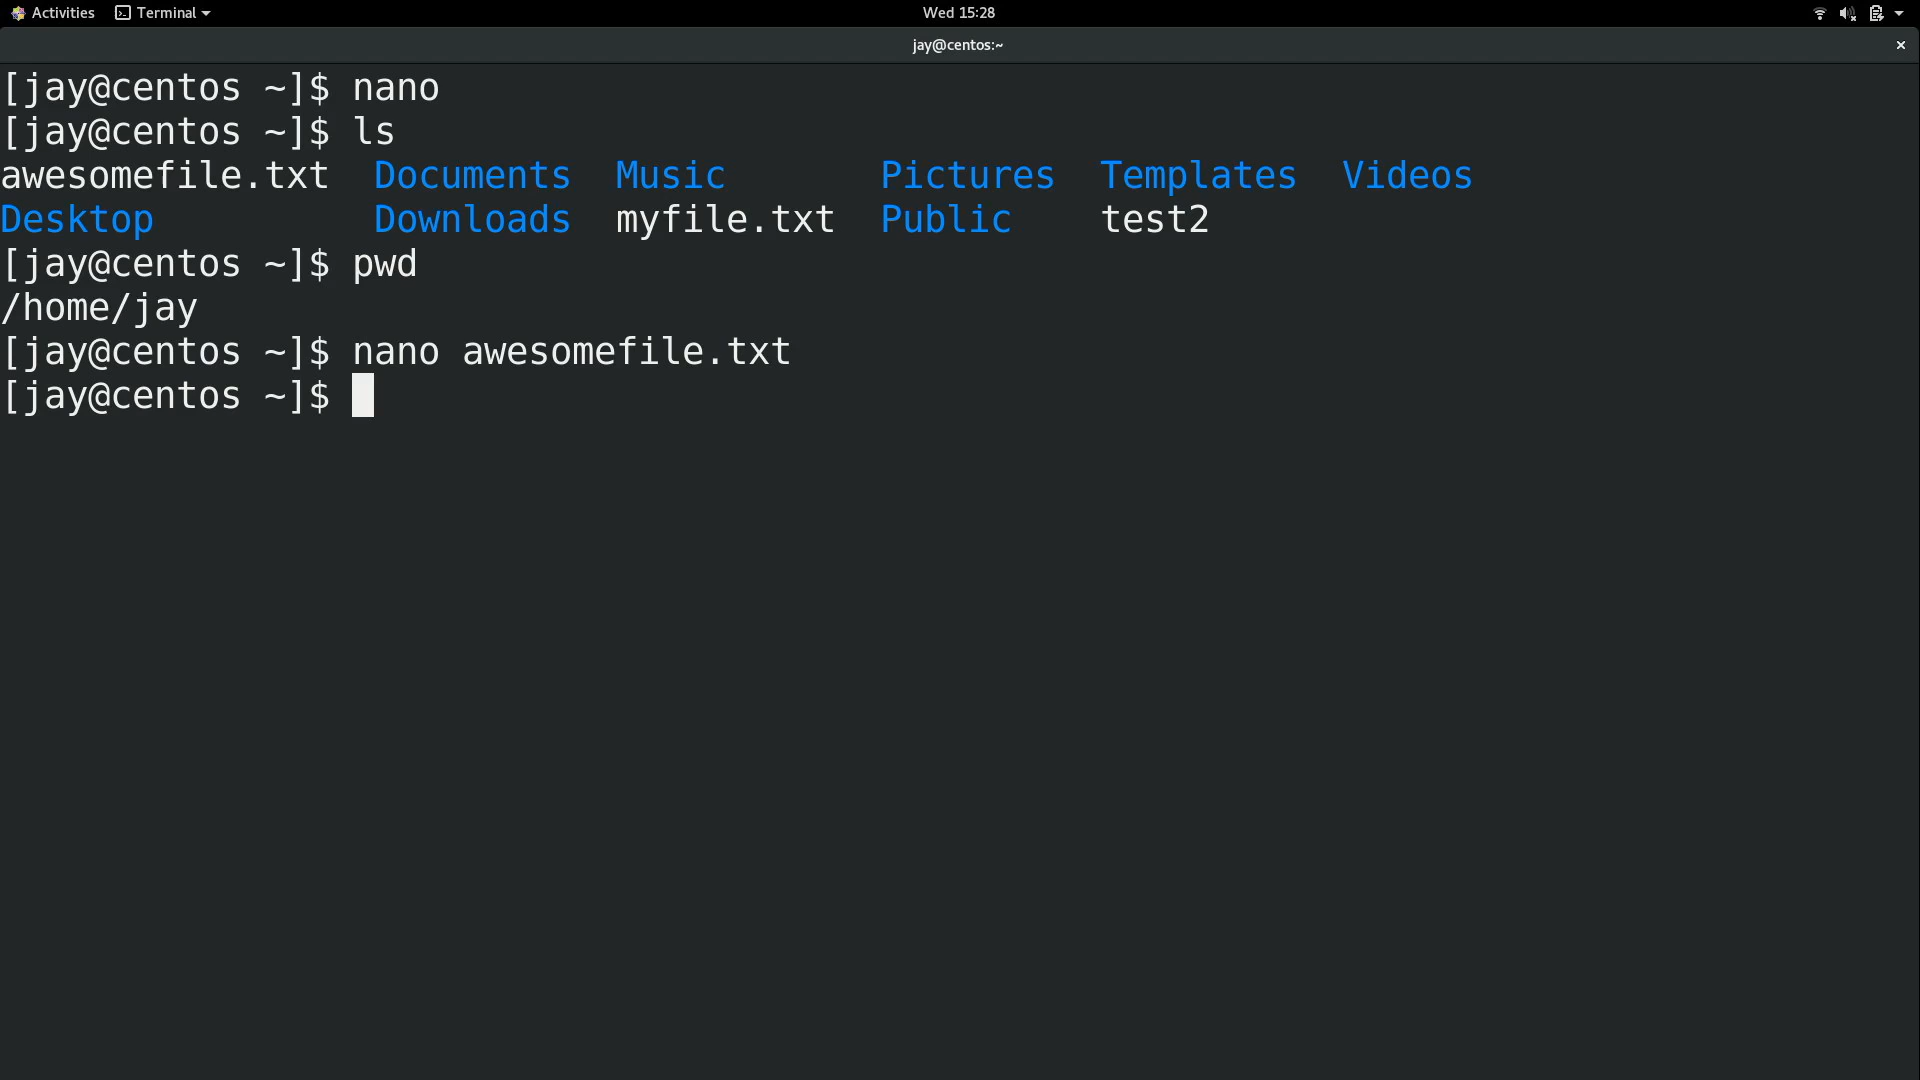 Activities Terminal Wed 15:28
jay@centos:~
[jay@centos ~]$ nano
[jay@centos ~]$ ls
awesomefile.txt Documents Music Pictures Templates Videos
Desktop Downloads myfile.txt Public test2
[jay@centos ~]$ pwd
/home/jay
[jay@centos ~]$ nano awesomefile.txt
[jay@centos ~]$